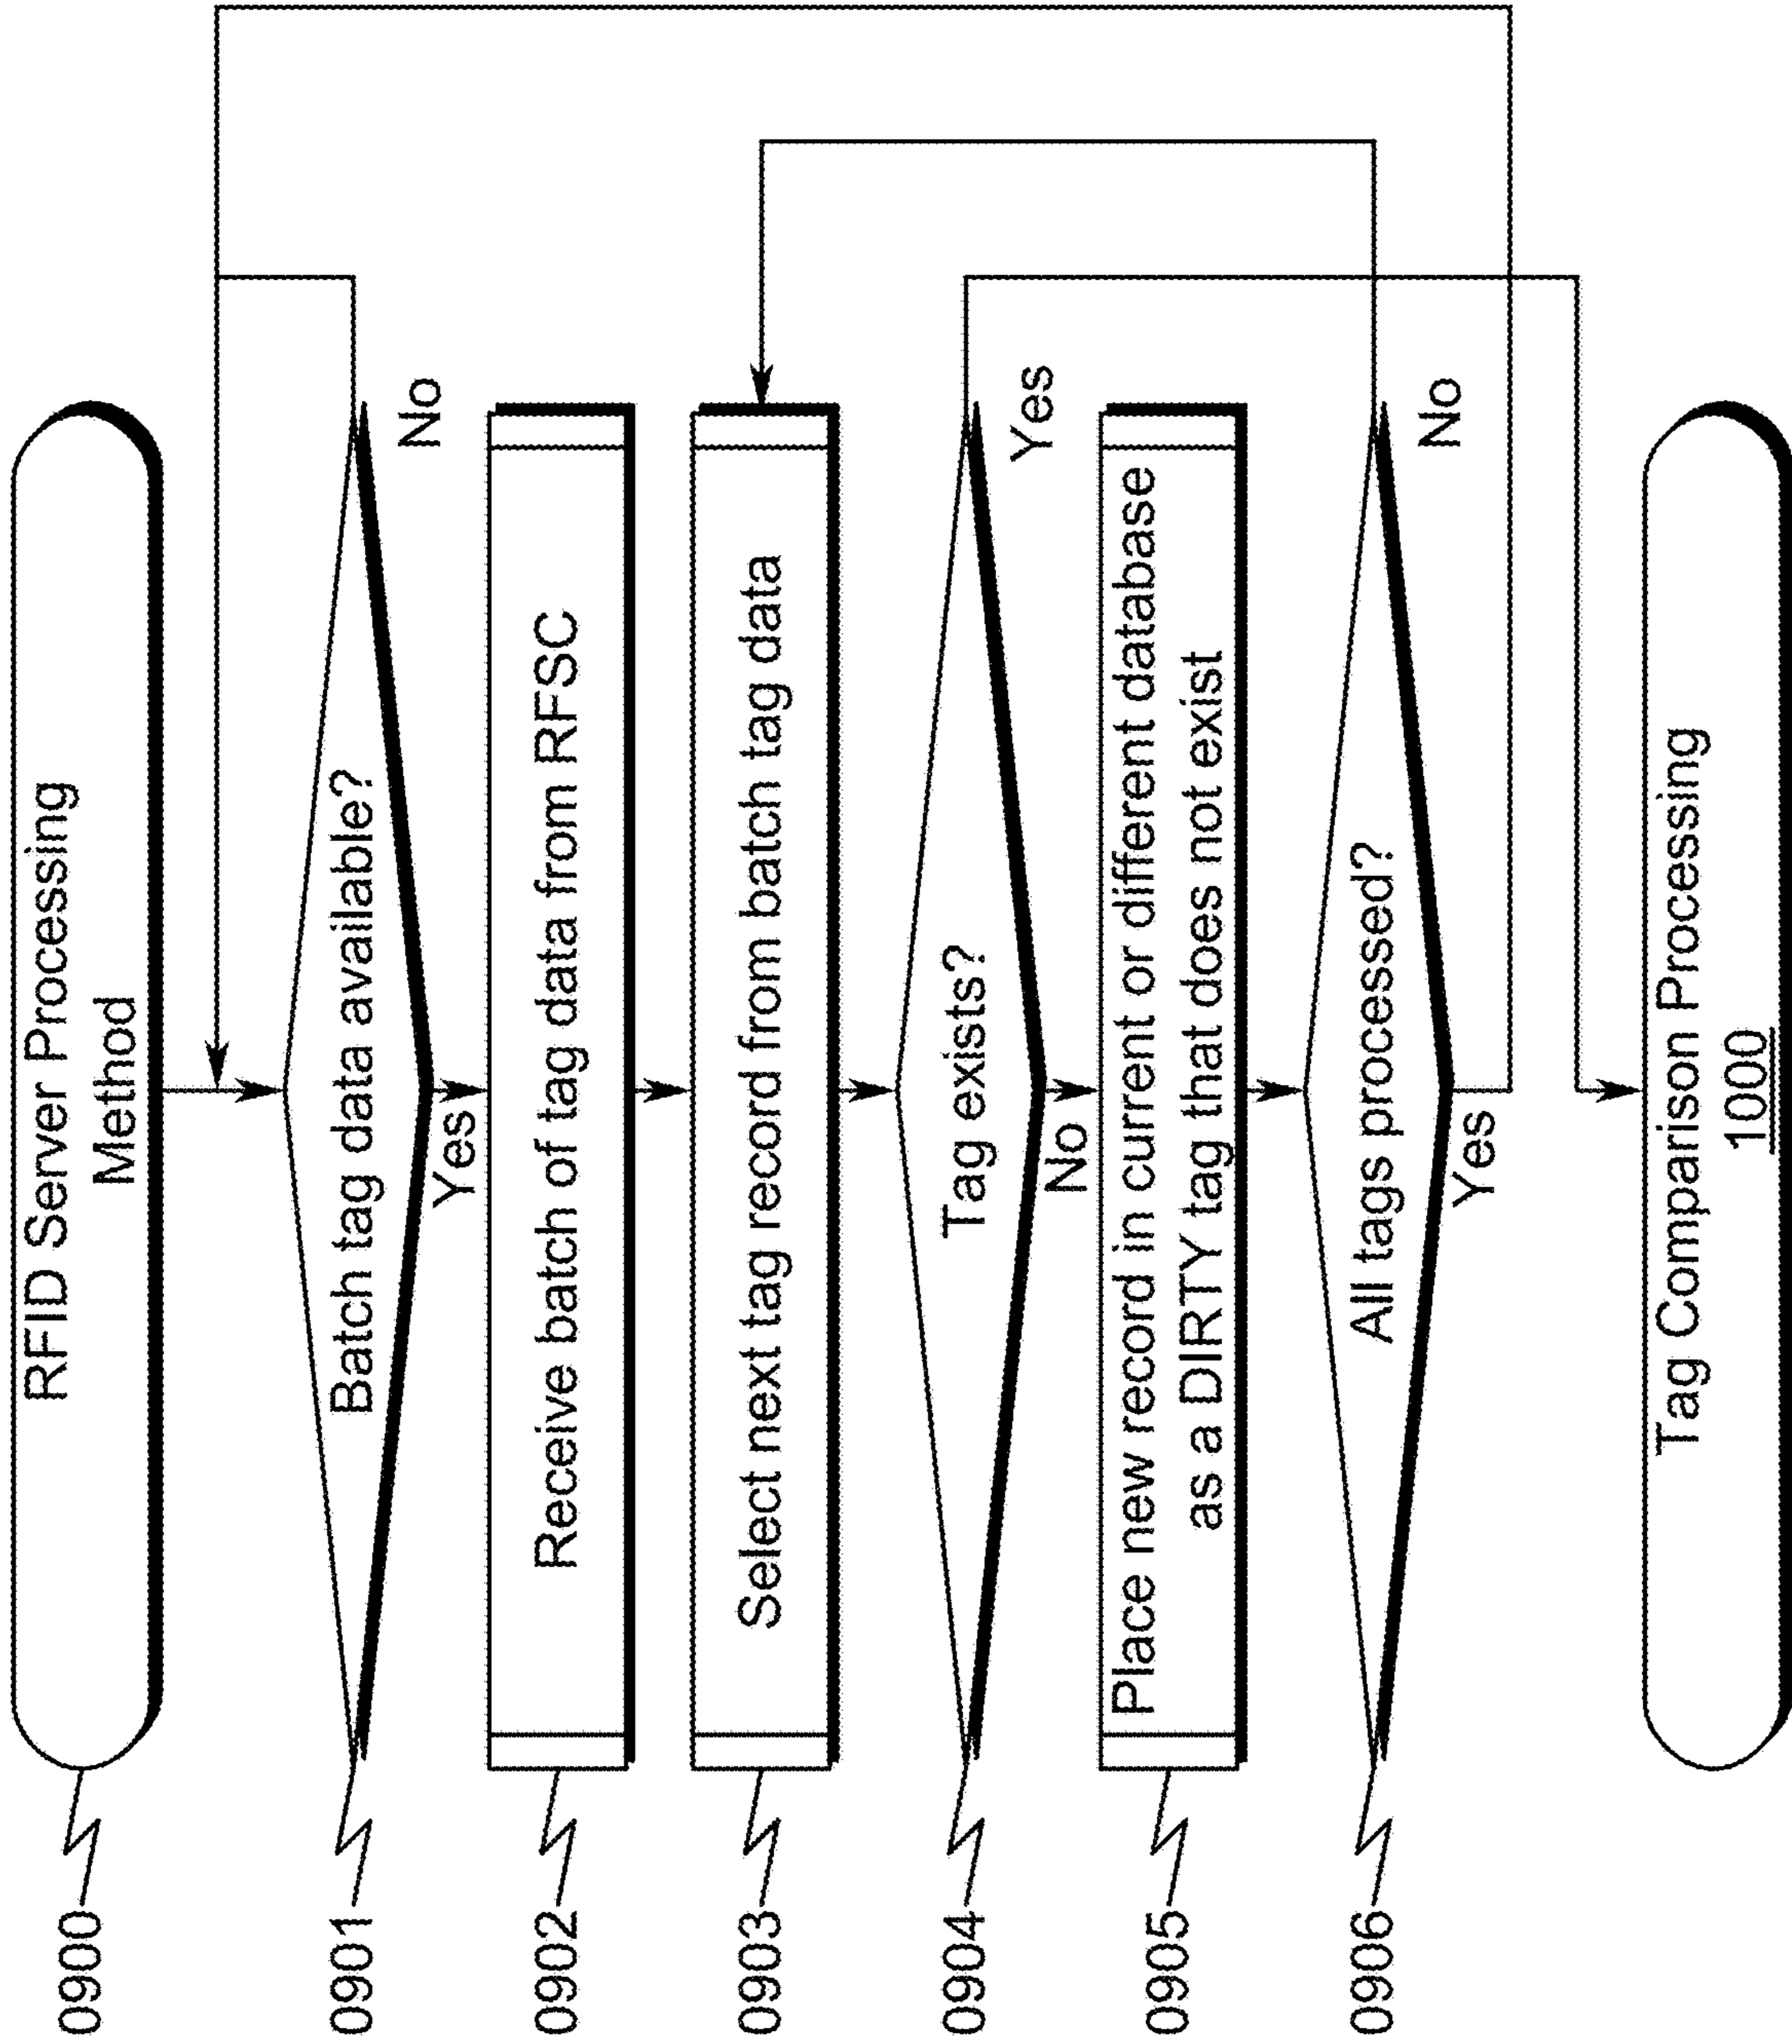 0900
RFID Server Processing
Method
0901
Batch tag data available?
No
Yes
0902
Receive batch of tag data from RFSC
0903
Select next tag record from batch tag data
0904
Tag exists?
Yes
No
0905
Place new record in current or different database
as a DIRTY tag that does not exist
0906
All tags processed?
No
Yes
Tag Comparison Processing
1000